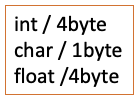 int / 4byte
char / 1byte
float /4byte